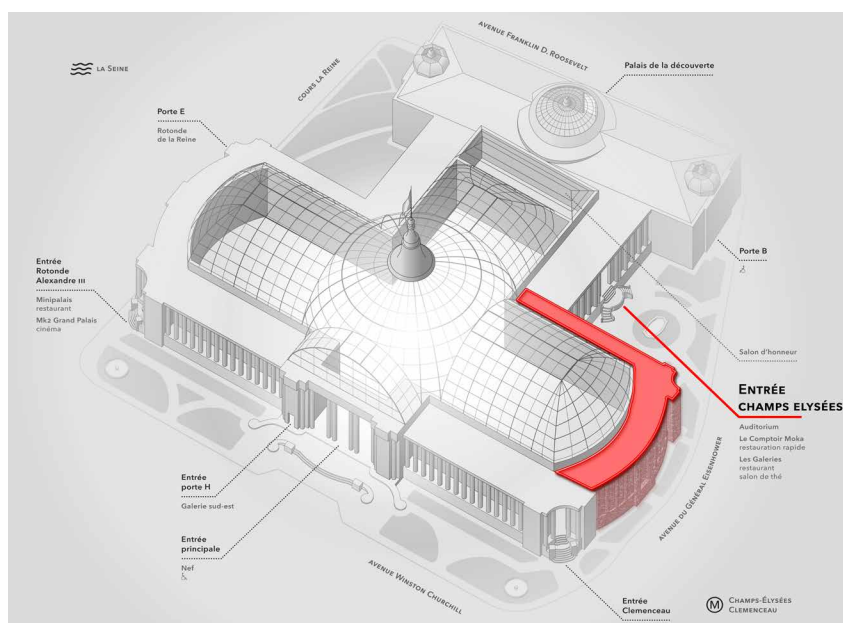 AVENUE FRANKLIN D. ROOSEVELT
LA SEINE
COURS LA REINE
Palais de la découverte
Porte E
Rotonde
de la Reine
Entrée
Rotonde
Alexandre III
Minipalais
restaurant
Mk2 Grand Palais
cinéma
Porte B
Salon d'honneur
ENTRÉE
CHAMPS ELYSÉES
Auditorium
Le Comptoir Moka
restauration rapide
Les Galeries
restaurant
salon de thé
AVENUE DU GÉNÉRAL EISENHOWER
Entrée
porte H
Galerie sud-est
Entrée
principale
Nef
AVENUE WINSTON CHURCHILL
Entrée
Clemenceau
M
CHAMPS-ÉLYSÉES
CLEMENCEAU